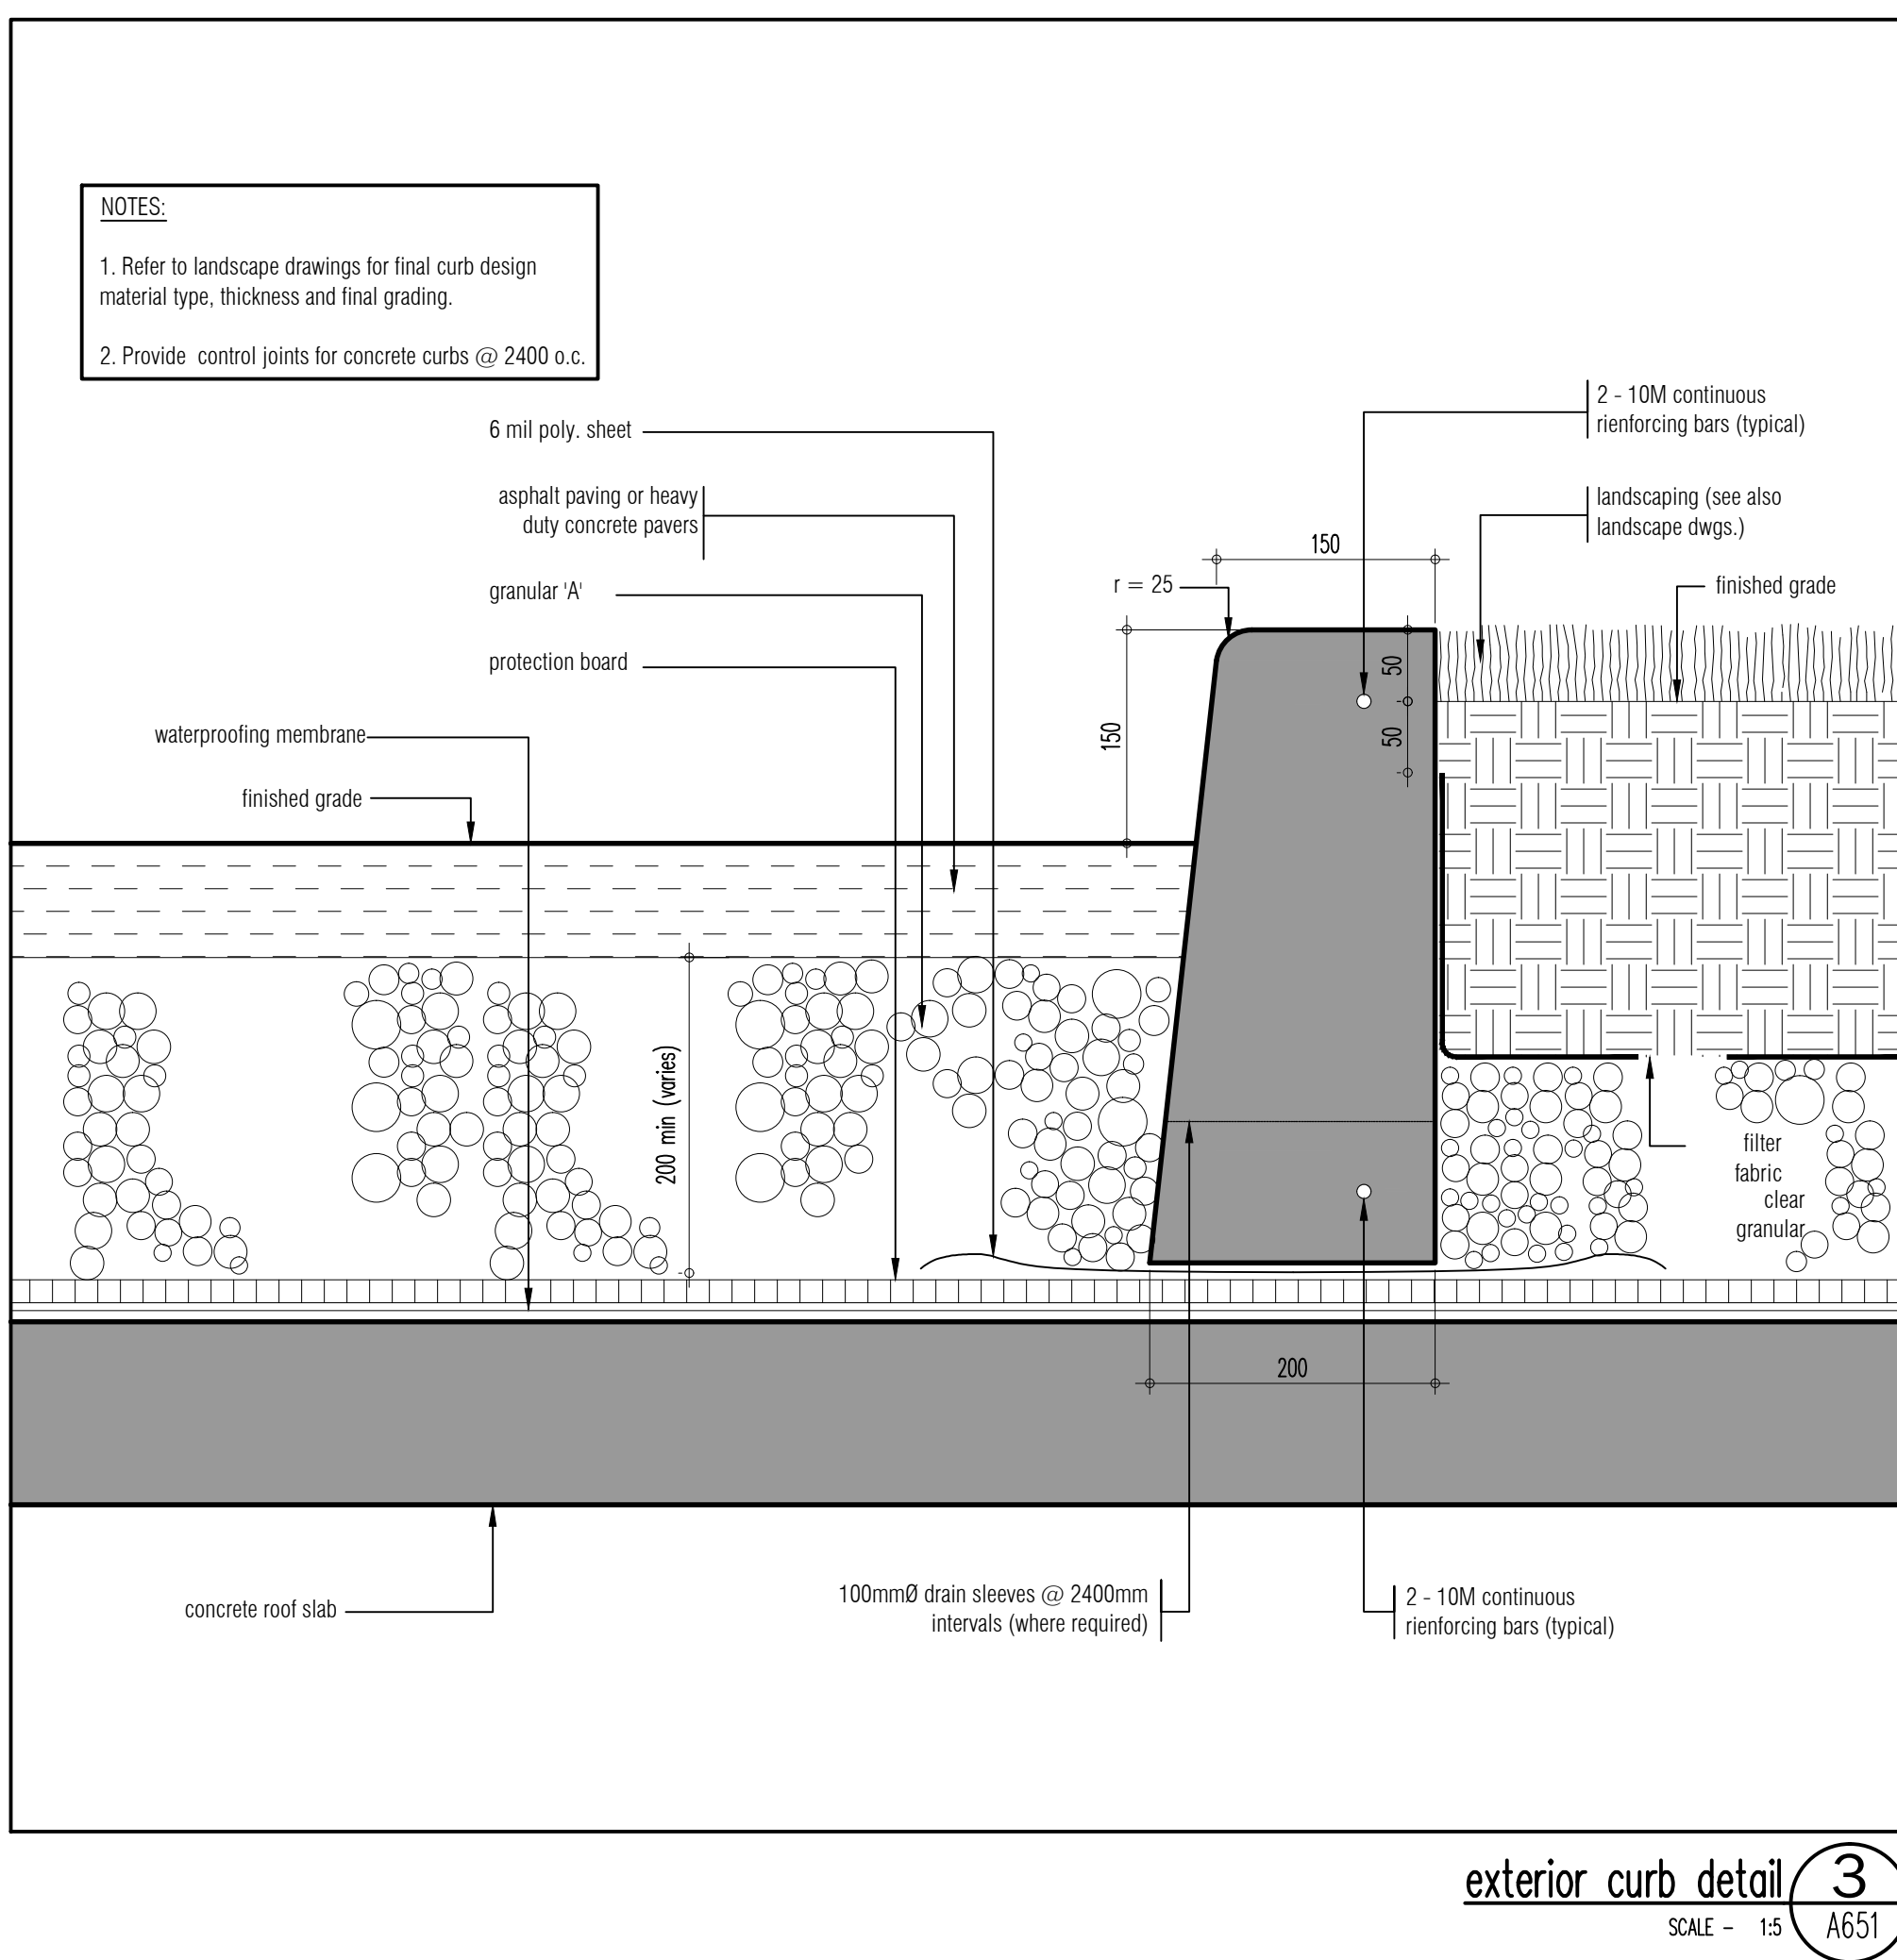 NOTES:
1. Refer to landscape drawings for final curb design
material type, thickness and final grading.
2. Provide control joints for concrete curbs @ 2400 o.c.
2 - 10M continuous
rienforcing bars (typical)
6 mil poly. sheet
asphalt paving or heavy
duty concrete pavers
landscaping (see also
landscape dwgs.)
150
r = 25
granular 'A'
finished grade
protection board
50
150
50
waterproofing membrane
finished grade
200 min (varies)
filter
fabric
clear
granular
200
concrete roof slab
100mmØ drain sleeves @ 2400mm
intervals (where required)
2 - 10M continuous
rienforcing bars (typical)
exterior curb detail
3
SCALE - 1:5
A651